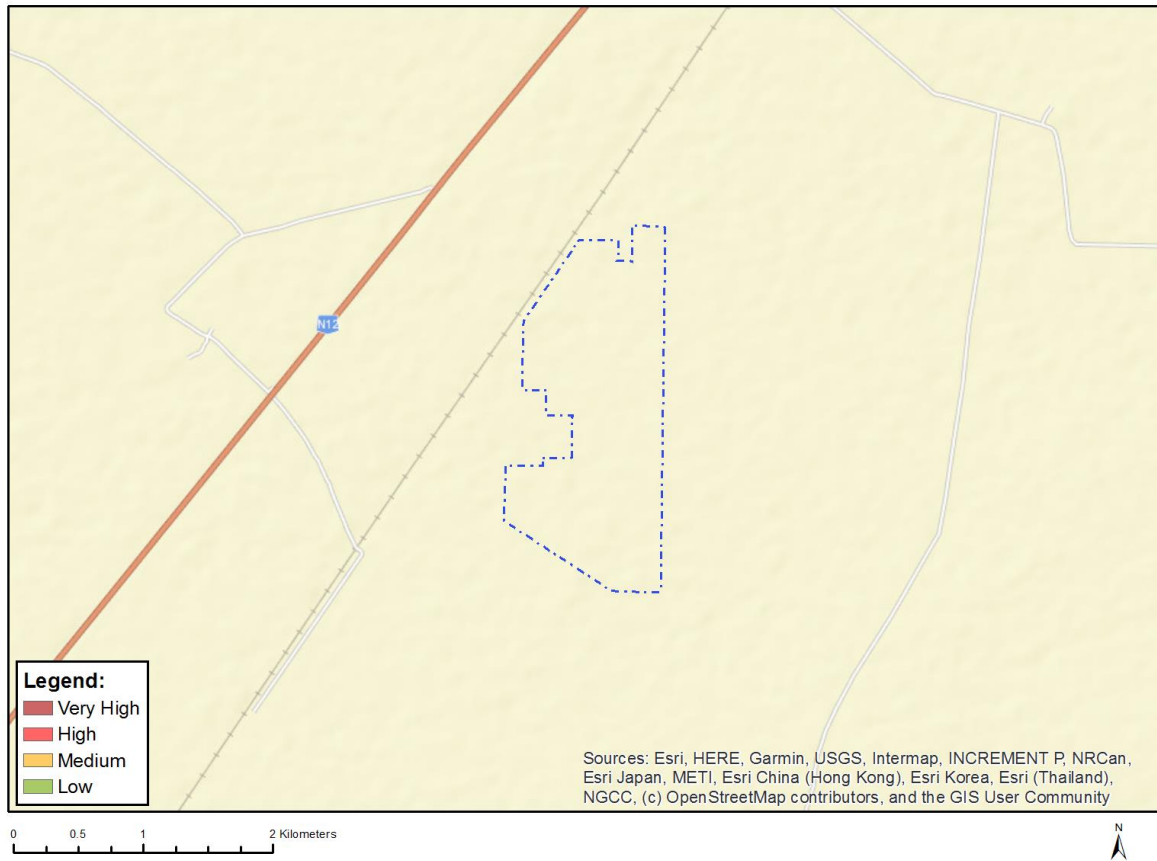 N12
Legend:
Very High
High
Medium
Low
Sources: Esri, HERE, Garmin, USGS, Intermap, INCREMENT P, NRCan,
Esri Japan, METI, Esri China (Hong Kong), Esri Korea, Esri (Thailand),
NGCC, (c) OpenStreetMap contributors, and the GIS User Community
0 0.5 1 2 Kilometers
N